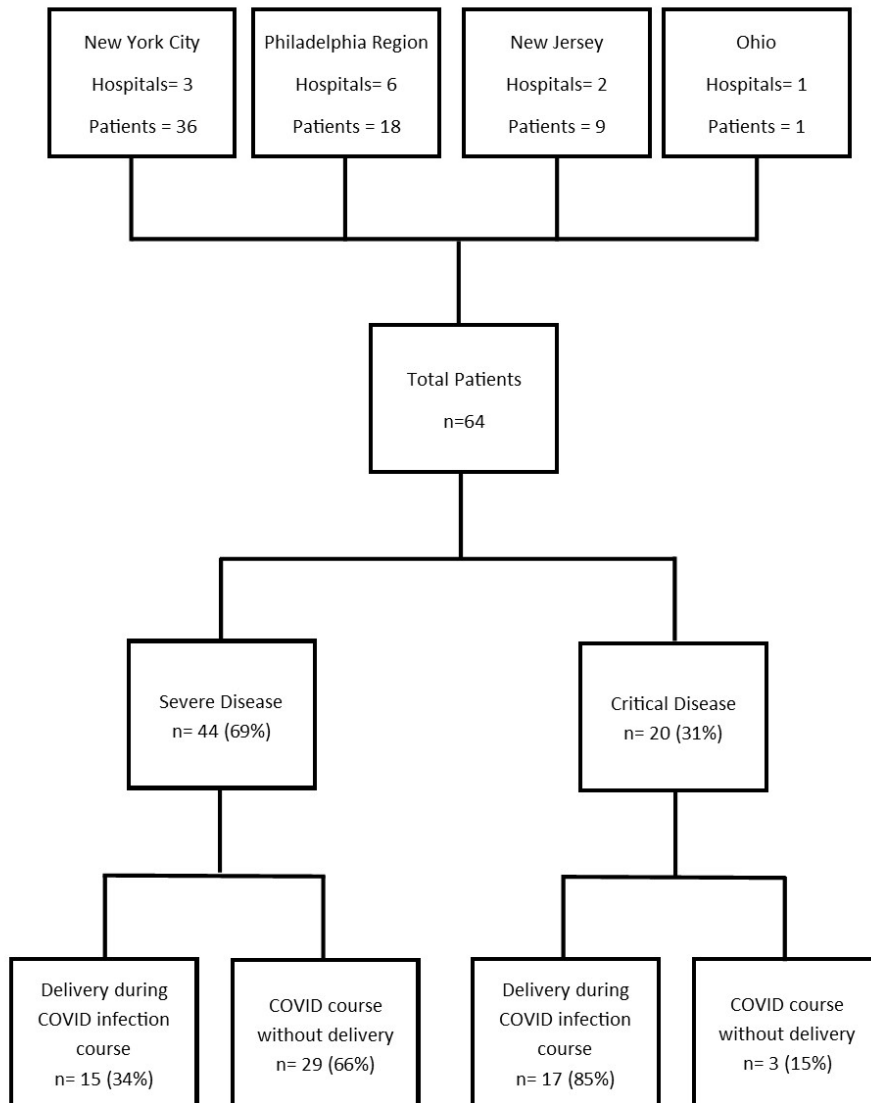 New York City
Hospitals= 3
Patients = 36
Philadelphia Region
Hospitals= 6
Patients = 18
New Jersey
Hospitals= 2
Patients = 9
Ohio
Hospitals= 1
Patients = 1
Total Patients
n=64
Severe Disease
n= 44 (69%)
Critical Disease
n= 20 (31%)
Delivery during
COVID infection
course
n= 15 (34%)
COVID course
without delivery
n= 29 (66%)
Delivery during
COVID infection
course
n= 17 (85%)
COVID course
without delivery
n= 3 (15%)